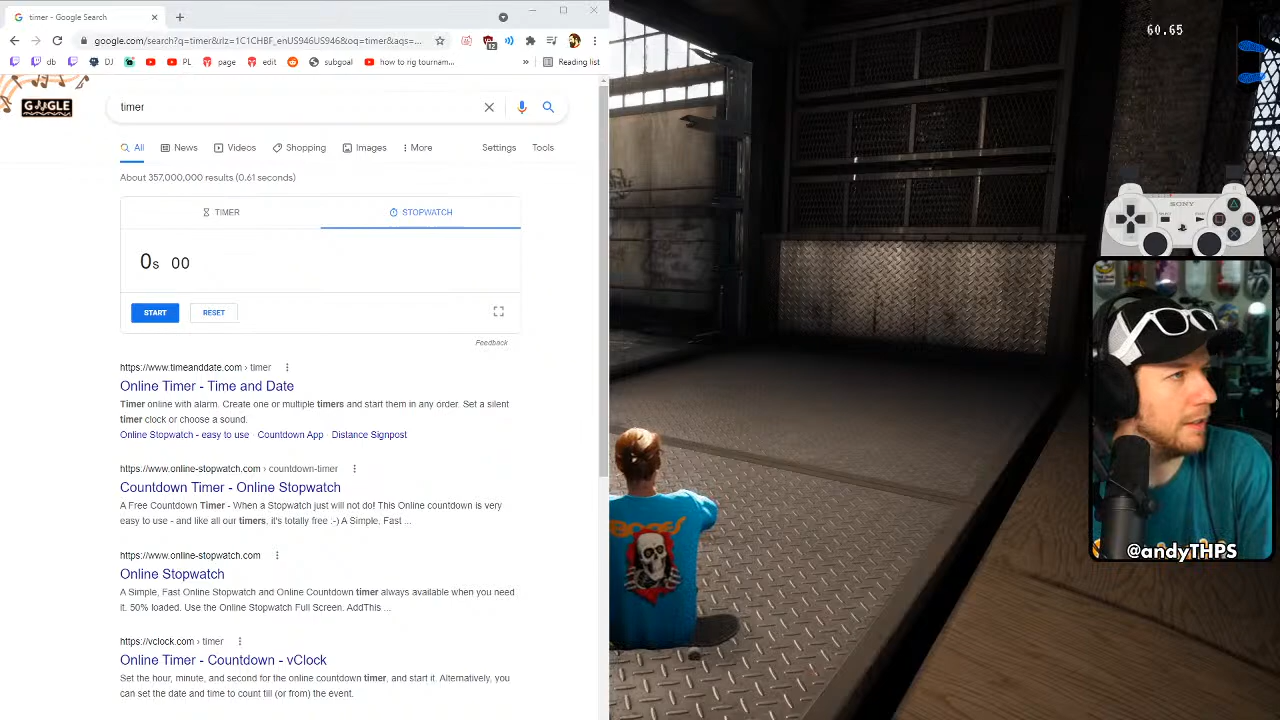 timer - Google Search
google.com/search?q=timer&rlz=1C1CHBF_enUS946US946&oq=timer&aqs=...
12
db
DJ
PL
page
edit
subgoal
how to rig tournam...
»
Reading list
GOOGLE
timer
All
News
Videos
Shopping
Images
More
Settings
Tools
About 357,000,000 results (0.61 seconds)
TIMER
STOPWATCH
0s 00
START
RESET
Feedback
https://www.timeanddate.com › timer
Online Timer - Time and Date
Timer online with alarm. Create one or multiple timers and start them in any order. Set a silent
timer clock or choose a sound.
Online Stopwatch - easy to use · Countdown App · Distance Signpost
https://www.online-stopwatch.com › countdown-timer
Countdown Timer - Online Stopwatch
A Free Countdown Timer - When a Stopwatch just will not do! This Online countdown is very
easy to use - and like all our timers, it's totally free :-) A Simple, Fast ...
https://www.online-stopwatch.com
Online Stopwatch
A Simple, Fast Online Stopwatch and Online Countdown timer always available when you need
it. 50% loaded. Use the Online Stopwatch Full Screen. AddThis ...
https://vclock.com › timer
Online Timer - Countdown - vClock
Set the hour, minute, and second for the online countdown timer, and start it. Alternatively, you
can set the date and time to count till (or from) the event.
60.65
SONY
SELECT
START
@andyTHPS